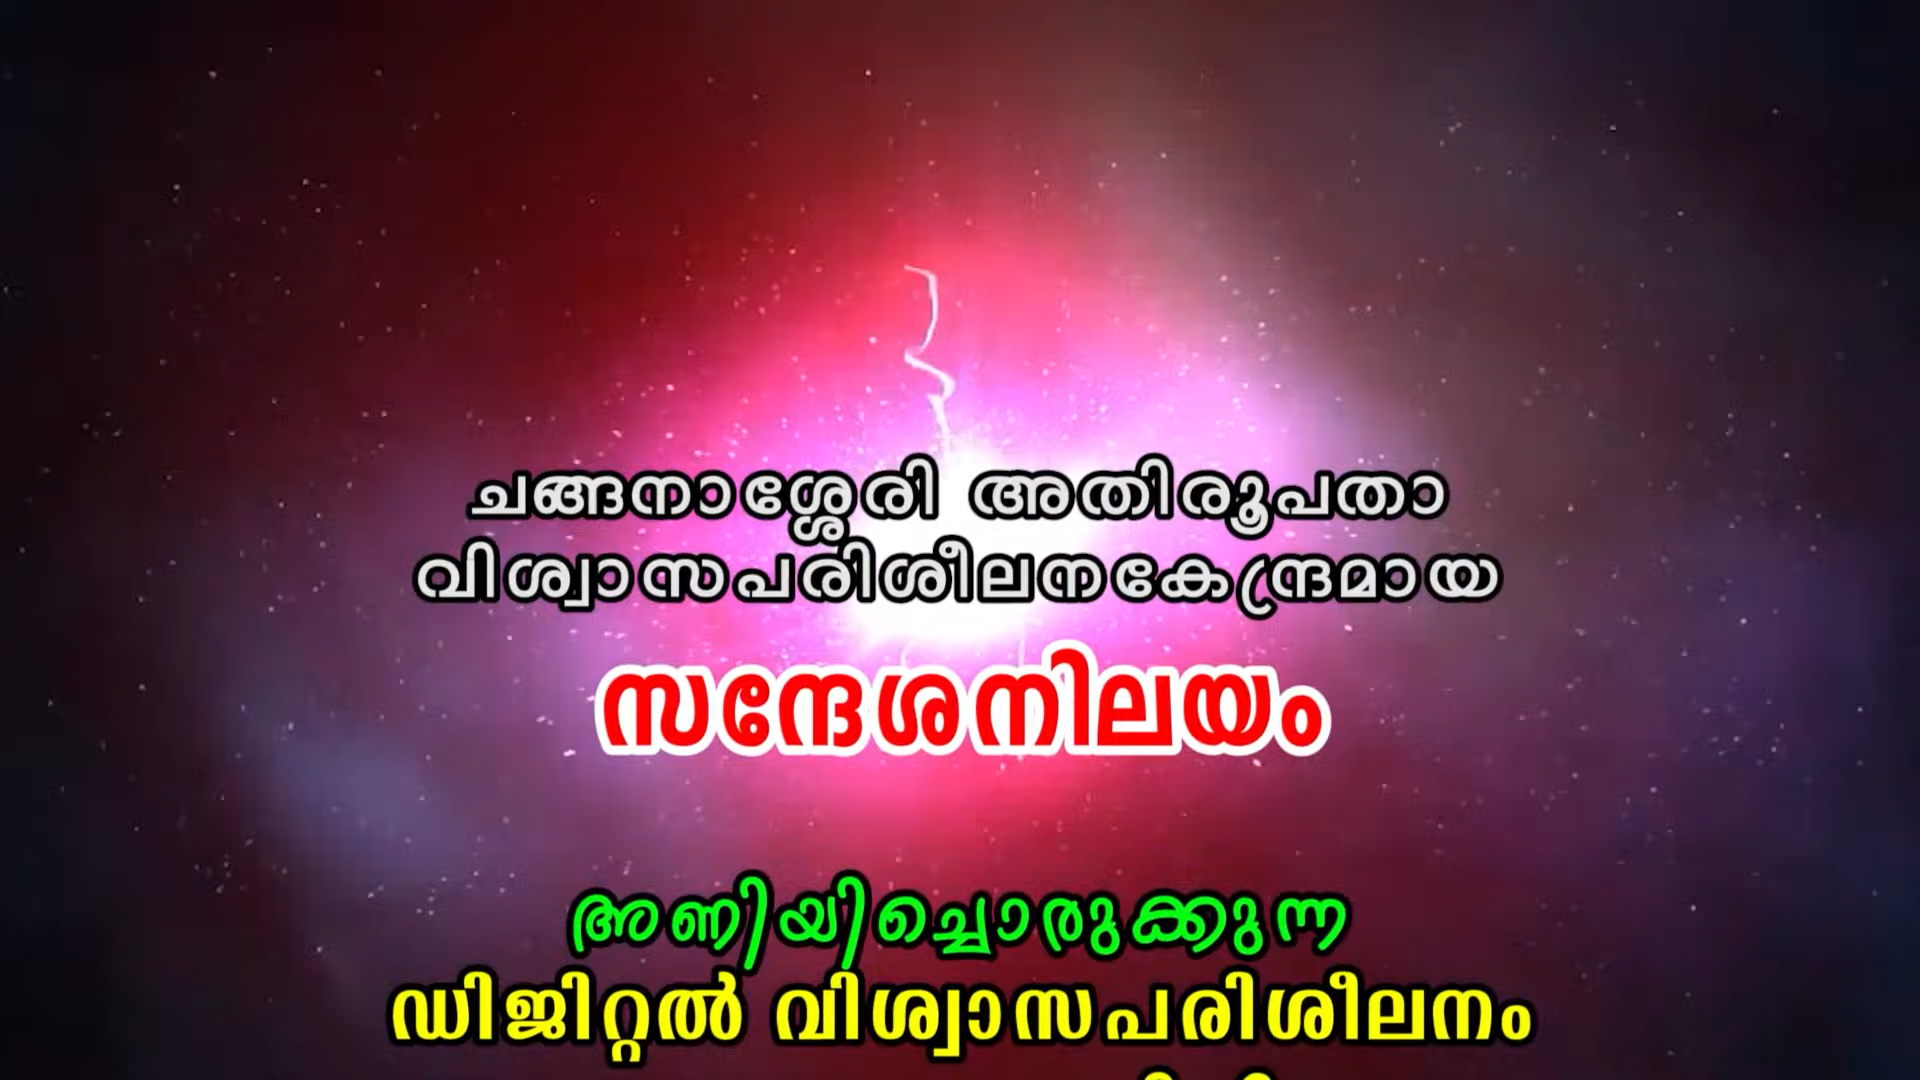 ചങ്ങനാശ്ശേരി അതിരൂപതാ
വിശ്വാസപരിശീലനകേന്ദ്രമായ
സന്ദേശനിലയം
അണിയിച്ചൊരുക്കുന്ന
ഡിജിറ്റൽ വിശ്വാസപരിശീലനം